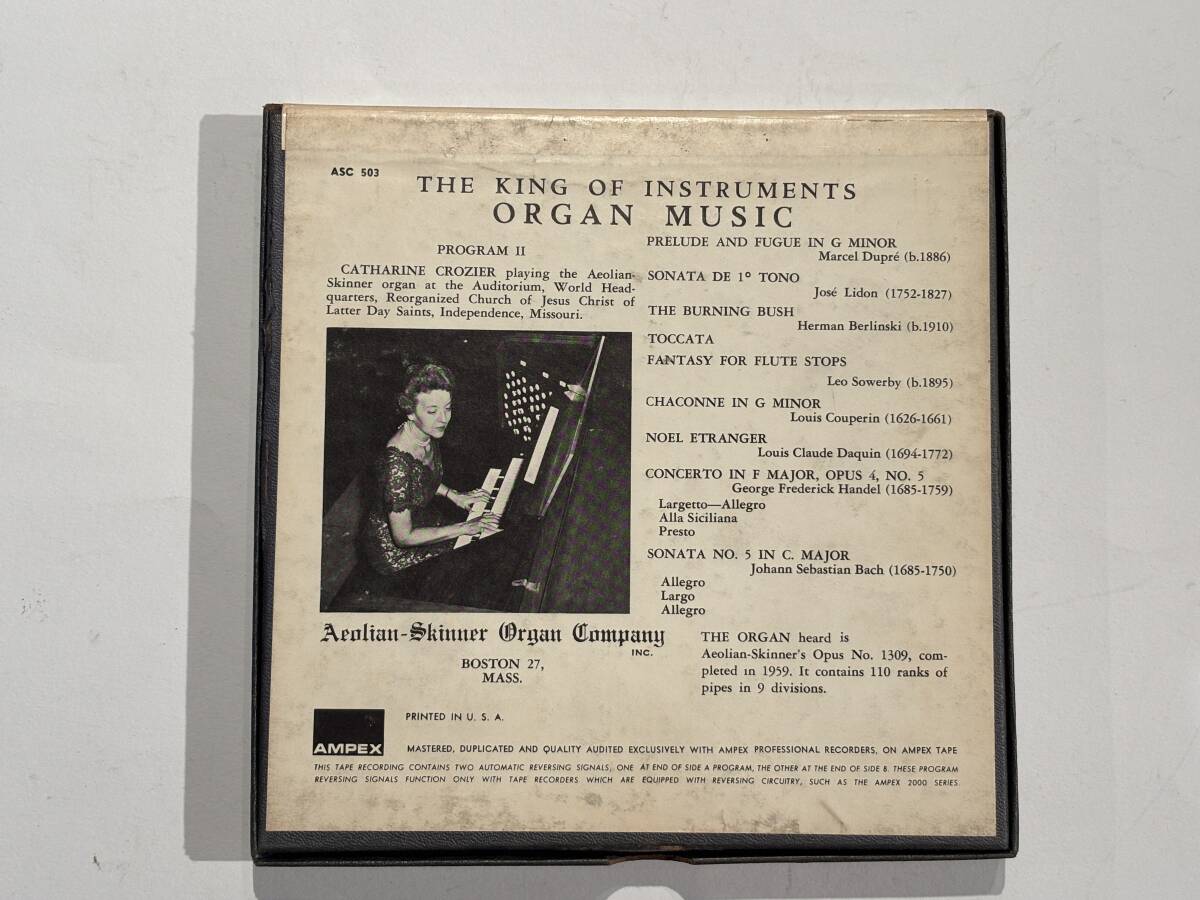 ASC 503
THE KING OF INSTRUMENTS
ORGAN MUSIC
PROGRAM II
CATHARINE CROZIER playing the Aeolian-
Skinner organ at the Auditorium, World Head-
quarters, Reorganized Church of Jesus Christ of
Latter Day Saints, Independence, Missouri.
PRELUDE AND FUGUE IN G MINOR
Marcel Dupré (b.1886)
SONATA DE 1º TONO
José Lidon (1752-1827)
THE BURNING BUSH
Herman Berlinski (b.1910)
TOCCATA
FANTASY FOR FLUTE STOPS
Leo Sowerby (b.1895)
CHACONNE IN G MINOR
Louis Couperin (1626-1661)
NOEL ETRANGER
Louis Claude Daquin (1694-1772)
CONCERTO IN F MAJOR, OPUS 4, NO. 5
George Frederick Handel (1685-1759)
Largetto—Allegro
Alla Siciliana
Presto
SONATA NO. 5 IN C. MAJOR
Johann Sebastian Bach (1685-1750)
Allegro
Largo
Allegro
Aeolian-Skinner Organ Company
INC.
BOSTON 27,
MASS.
THE ORGAN heard is
Aeolian-Skinner's Opus No. 1309, com-
pleted in 1959. It contains 110 ranks of
pipes in 9 divisions.
AMPEX
PRINTED IN U. S. A.
MASTERED, DUPLICATED AND QUALITY AUDITED EXCLUSIVELY WITH AMPEX PROFESSIONAL RECORDERS, ON AMPEX TAPE
THIS TAPE RECORDING CONTAINS TWO AUTOMATIC REVERSING SIGNALS, ONE AT END OF SIDE A PROGRAM, THE OTHER AT THE END OF SIDE B. THESE PROGRAM
REVERSING SIGNALS FUNCTION ONLY WITH TAPE RECORDERS WHICH ARE EQUIPPED WITH REVERSING CIRCUITRY, SUCH AS THE AMPEX 2000 SERIES.